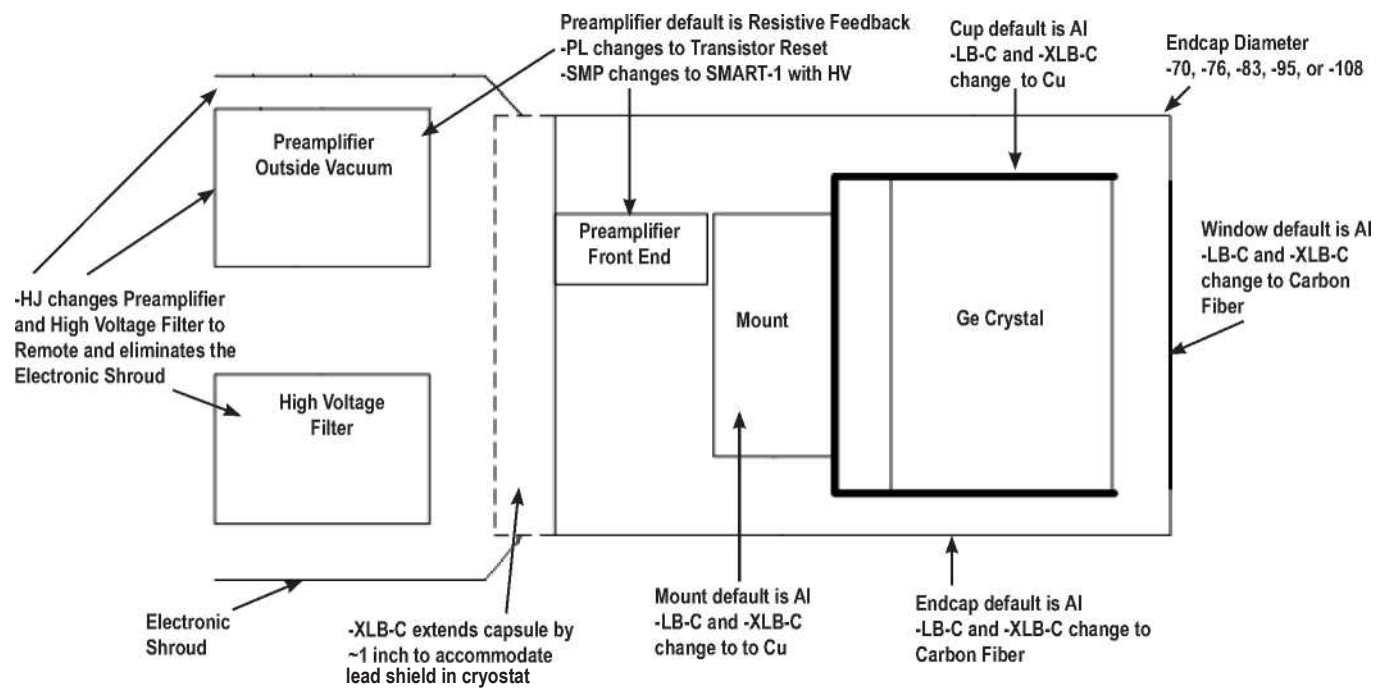 Preamplifier default is Resistive Feedback
-PL changes to Transistor Reset
-SMP changes to SMART-1 with HV
Cup default is Al
-LB-C and -XLB-C
change to Cu
Endcap Diameter
-70, -76, -83, -95, or -108
Preamplifier
Outside Vacuum
Preamplifier
Front End
Mount
Ge Crystal
Window default is Al
-LB-C and -XLB-C
change to Carbon
Fiber
-HJ changes Preamplifier
and High Voltage Filter to
Remote and eliminates the
Electronic Shroud
High Voltage
Filter
Electronic
Shroud
-XLB-C extends capsule by
~1 inch to accommodate
lead shield in cryostat
Mount default is Al
-LB-C and -XLB-C
change to to Cu
Endcap default is Al
-LB-C and -XLB-C change to
Carbon Fiber